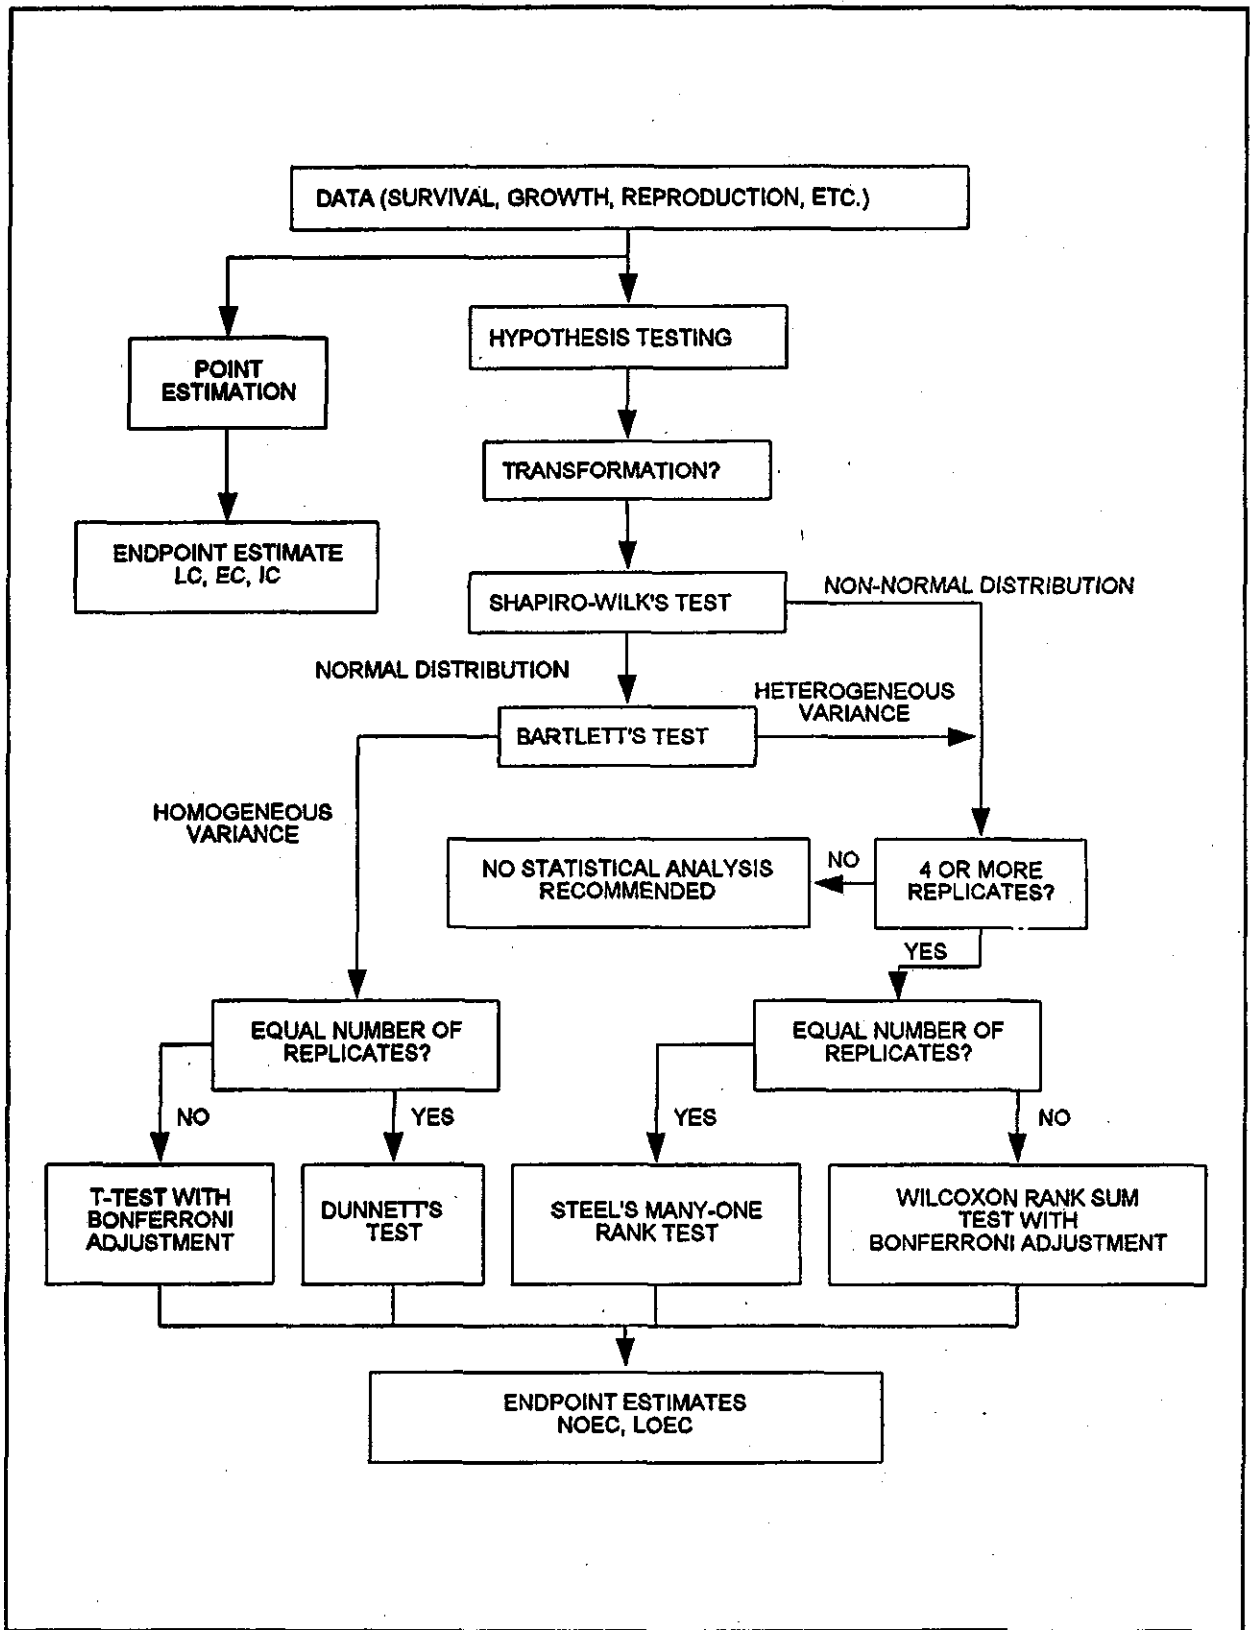 DATA (SURVIVAL, GROWTH, REPRODUCTION, ETC.)
HYPOTHESIS TESTING
POINT
ESTIMATION
TRANSFORMATION?
ENDPOINT ESTIMATE
LC, EC, IC
SHAPIRO-WILK'S TEST
NON-NORMAL DISTRIBUTION
NORMAL DISTRIBUTION
HETEROGENEOUS
VARIANCE
BARTLETT'S TEST
HOMOGENEOUS
VARIANCE
NO STATISTICAL ANALYSIS
RECOMMENDED
NO
4 OR MORE
REPLICATES?
YES
EQUAL NUMBER OF
REPLICATES?
EQUAL NUMBER OF
REPLICATES?
NO
YES
YES
NO
T-TEST WITH
BONFERRONI
ADJUSTMENT
DUNNETT'S
TEST
STEEL'S MANY-ONE
RANK TEST
WILCOXON RANK SUM
TEST WITH
BONFERRONI ADJUSTMENT
ENDPOINT ESTIMATES
NOEC, LOEC